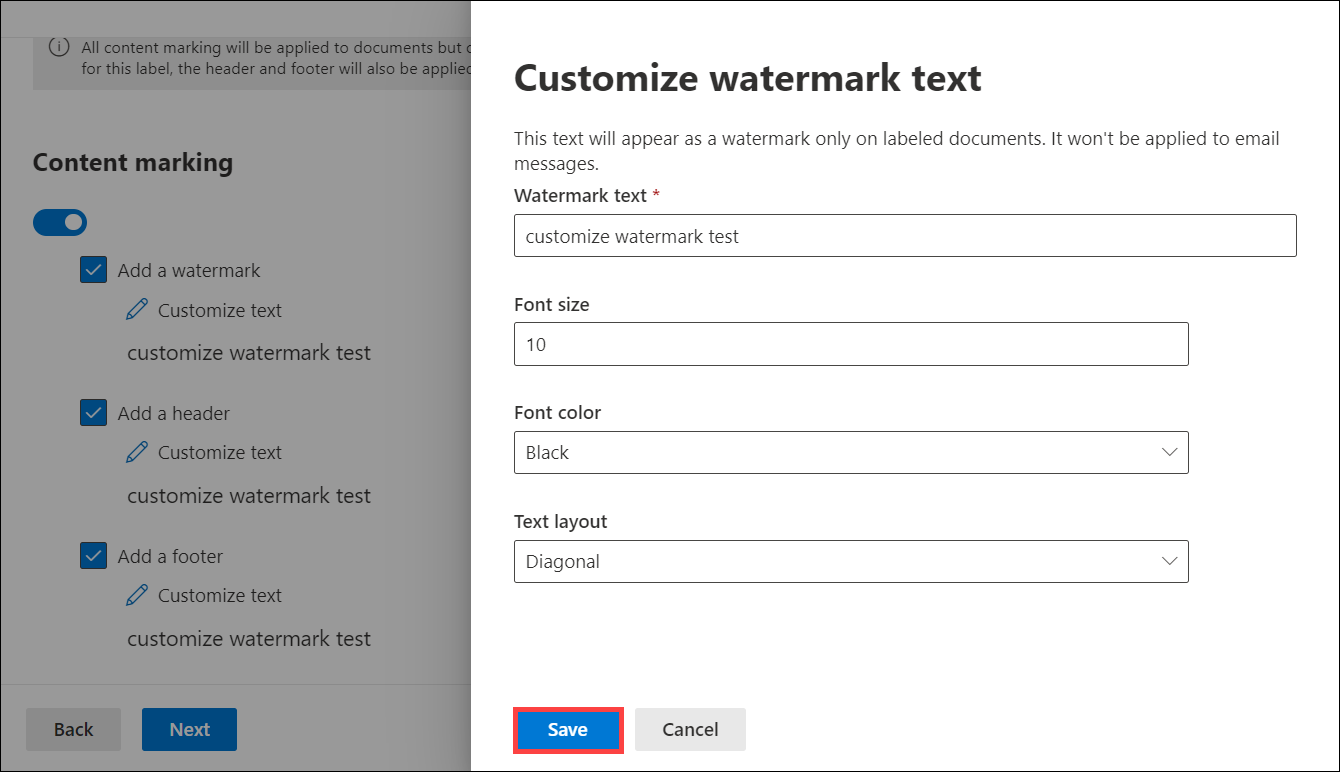 All content marking will be applied to documents but
for this label, the header and footer will also be applied
Content marking
Add a watermark
Customize text
customize watermark test
Add a header
Customize text
customize watermark test
Add a footer
Customize text
customize watermark test
Back
Next
Customize watermark text
This text will appear as a watermark only on labeled documents. It won't be applied to email
messages.
Watermark text *
customize watermark test
Font size
10
Font color
Black
Text layout
Diagonal
Save
Cancel